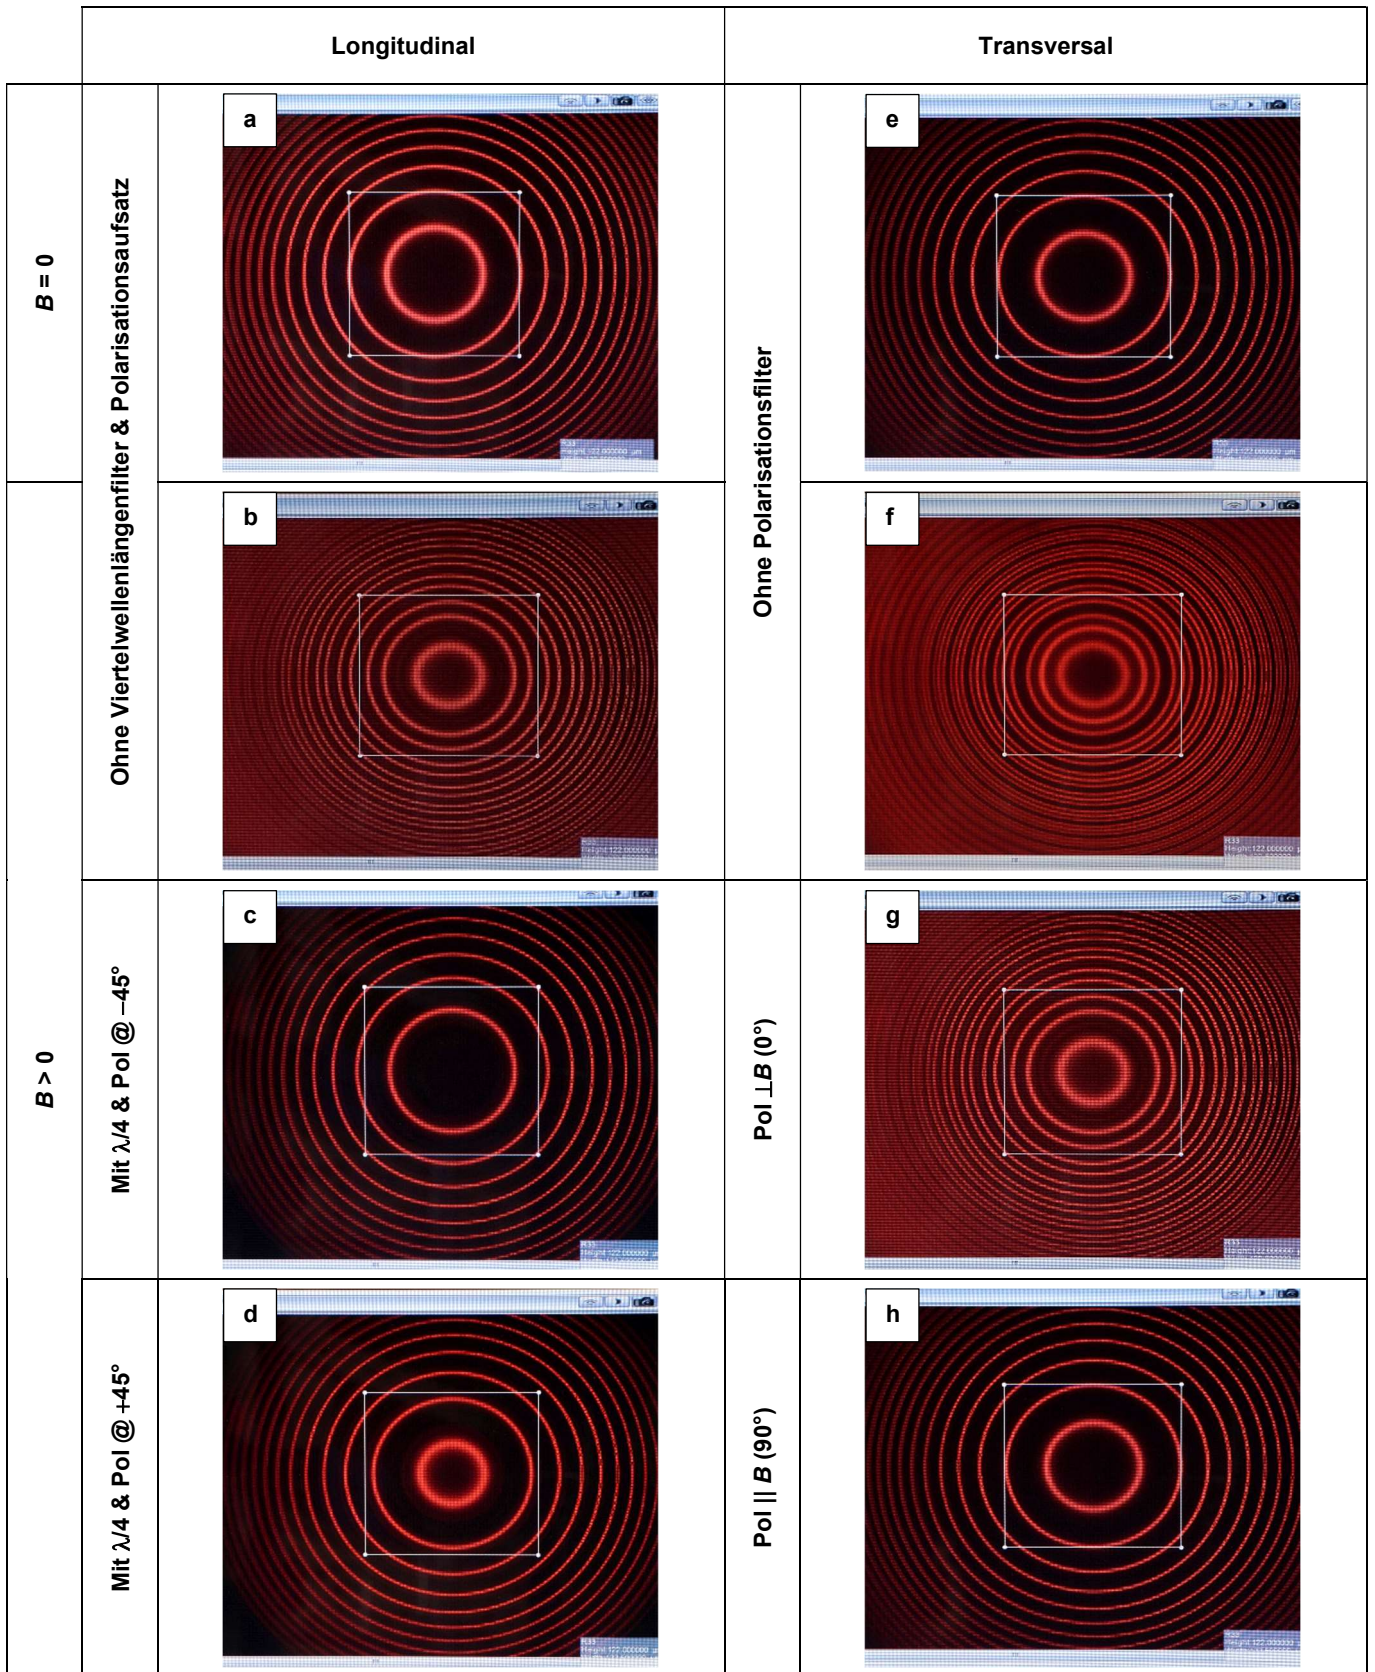 Longitudinal
Transversal
B = 0
Ohne Viertelwellenlängenfilter & Polarisationsaufsatz
a
Ohne Polarisationsfilter
e
b
f
B > 0
Mit λ/4 & Pol @ −45°
c
Pol ⊥B (0°)
g
Mit λ/4 & Pol @ +45°
d
Pol || B (90°)
h